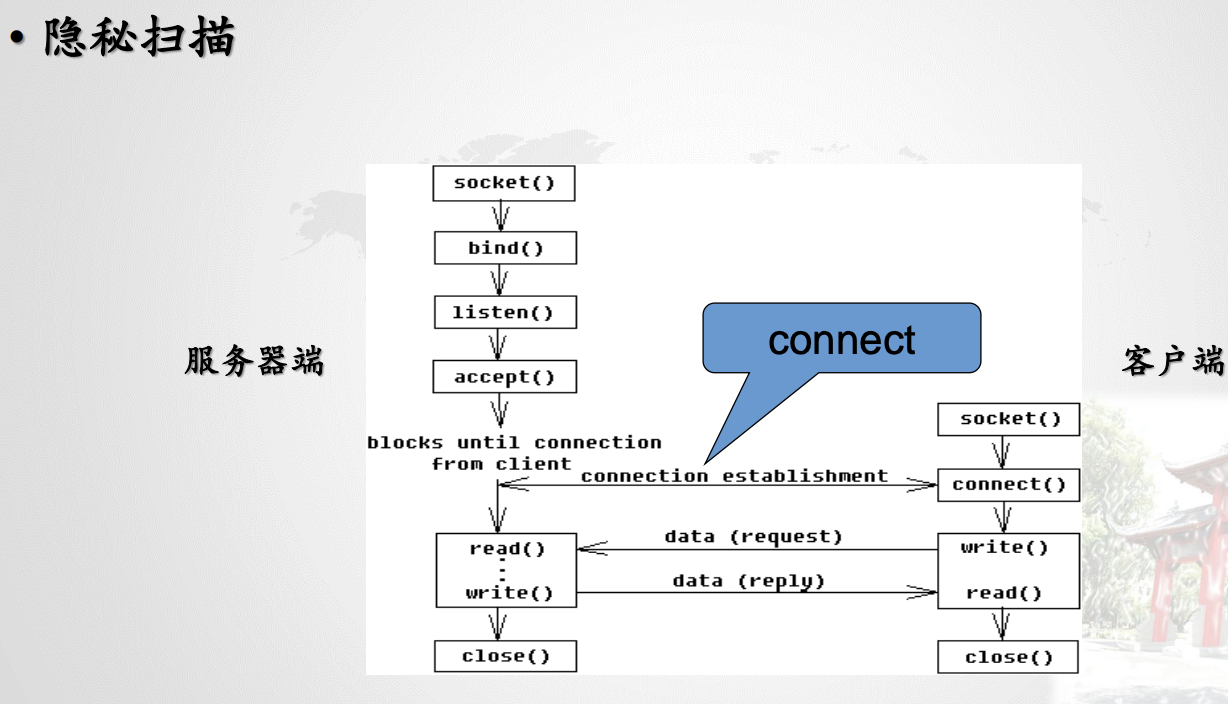 • 隐秘扫描
socket()
bind()
listen()
connect
服务器端
客户端
accept()
socket()
blocks until connection
from client
connection establishment
connect()
data (request)
read()
write()
data (reply)
write()
read()
close()
close()